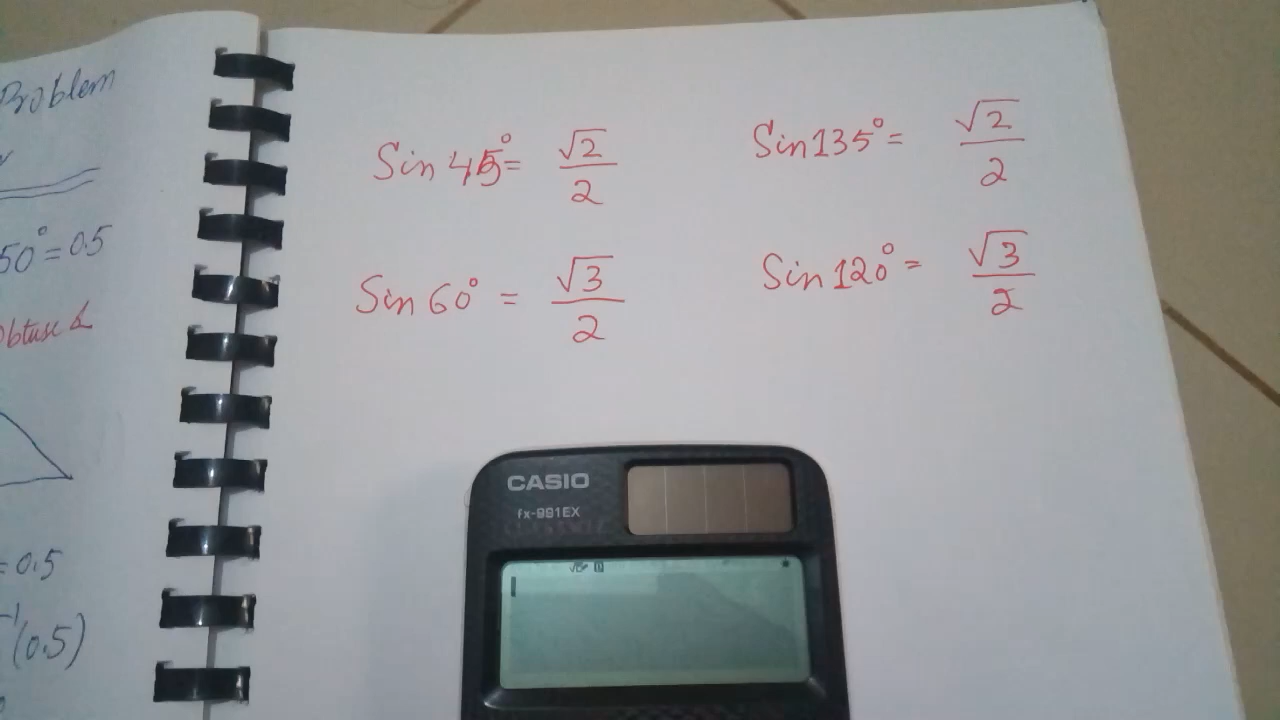 Problem
50° = 0.5
Obtuse
= 0.5
(0.5)
Sin 45° = √2/2
Sin 135° = √2/2
Sin 60° = √3/2
Sin 120° = √3/2
CASIO
fx-991EX